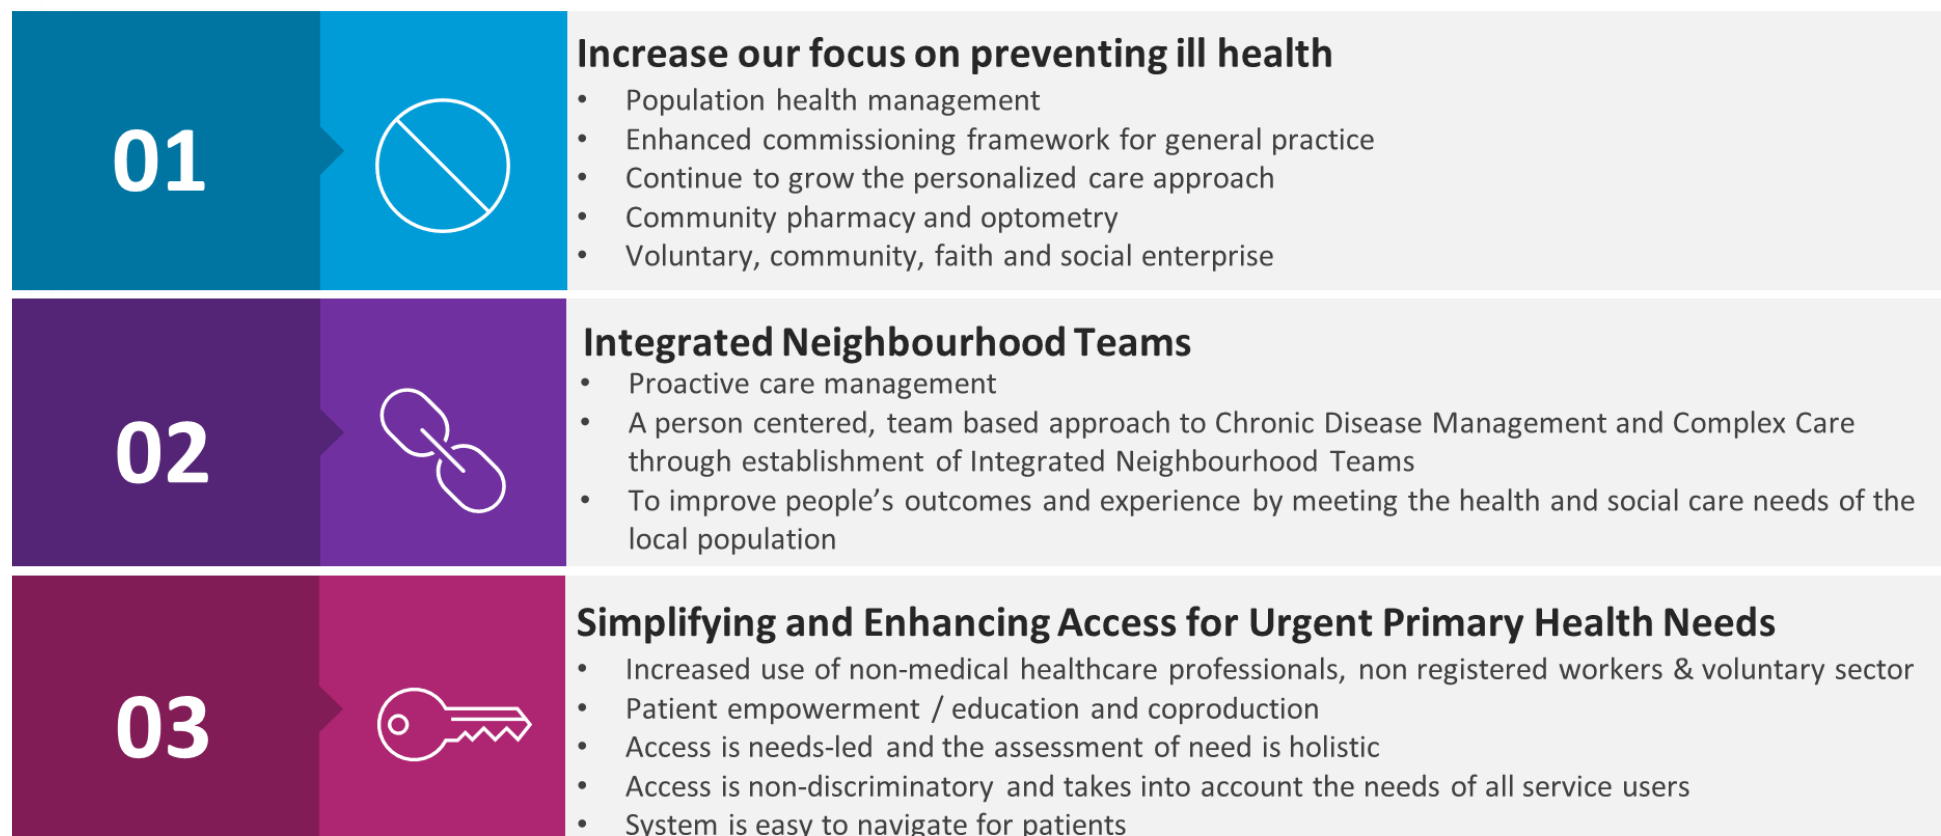 01
Increase our focus on preventing ill health
• Population health management
• Enhanced commissioning framework for general practice
• Continue to grow the personalized care approach
• Community pharmacy and optometry
• Voluntary, community, faith and social enterprise
02
Integrated Neighbourhood Teams
• Proactive care management
• A person centered, team based approach to Chronic Disease Management and Complex Care
through establishment of Integrated Neighbourhood Teams
• To improve people’s outcomes and experience by meeting the health and social care needs of the
local population
03
Simplifying and Enhancing Access for Urgent Primary Health Needs
• Increased use of non-medical healthcare professionals, non registered workers & voluntary sector
• Patient empowerment / education and coproduction
• Access is needs-led and the assessment of need is holistic
• Access is non-discriminatory and takes into account the needs of all service users
• System is easy to navigate for patients